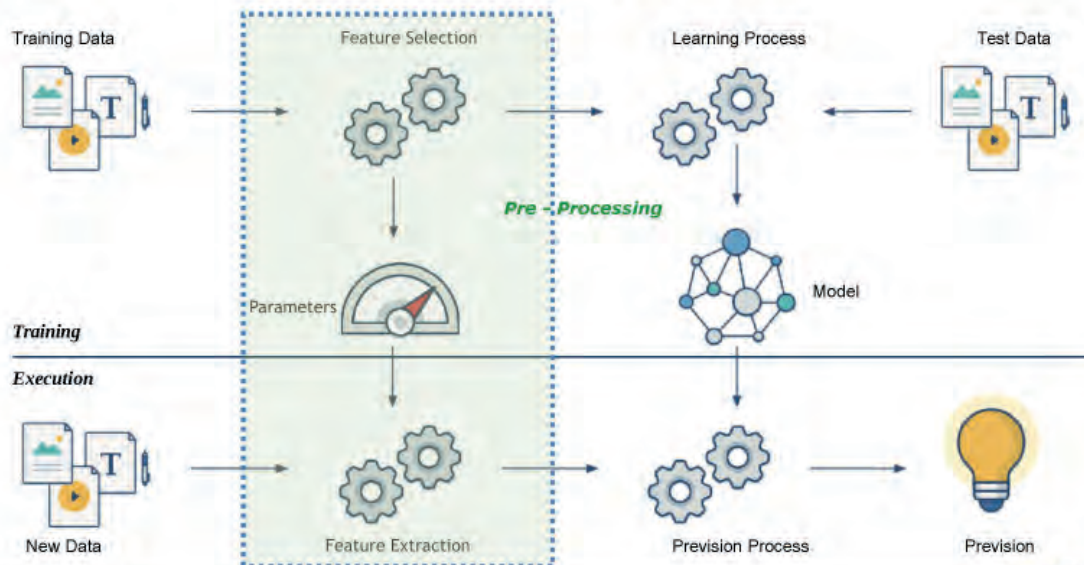 Training Data
Feature Selection
Learning Process
Test Data
T
T
Pre - Processing
Parameters
Model
Training
Execution
T
New Data
Feature Extraction
Prevision Process
Prevision